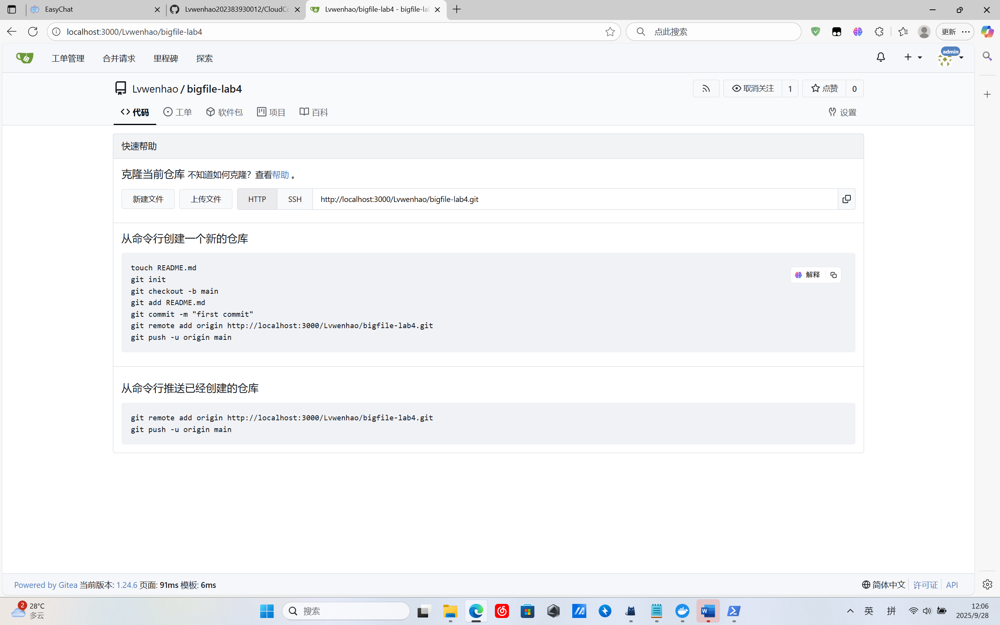 EasyChat
Lvwenhao202383930012/CloudCo
Lvwenhao/bigfile-lab4 - bigfile-la
localhost:3000/Lvwenhao/bigfile-lab4
点此搜索
更新
工单管理
合并请求
里程碑
探索
admin
Lvwenhao / bigfile-lab4
取消关注 1
点赞 0
代码
工单
软件包
项目
百科
设置
快速帮助
克隆当前仓库 不知道如何克隆？查看帮助 。
新建文件
上传文件
HTTP
SSH
http://localhost:3000/Lvwenhao/bigfile-lab4.git
从命令行创建一个新的仓库
touch README.md
解释
git init
git checkout -b main
git add README.md
git commit -m "first commit"
git remote add origin http://localhost:3000/Lvwenhao/bigfile-lab4.git
git push -u origin main
从命令行推送已经创建的仓库
git remote add origin http://localhost:3000/Lvwenhao/bigfile-lab4.git
git push -u origin main
Powered by Gitea 当前版本: 1.24.6 页面: 91ms 模板: 6ms
简体中文
许可证
API
2
28°C
多云
搜索
英
拼
12:06
2025/9/28